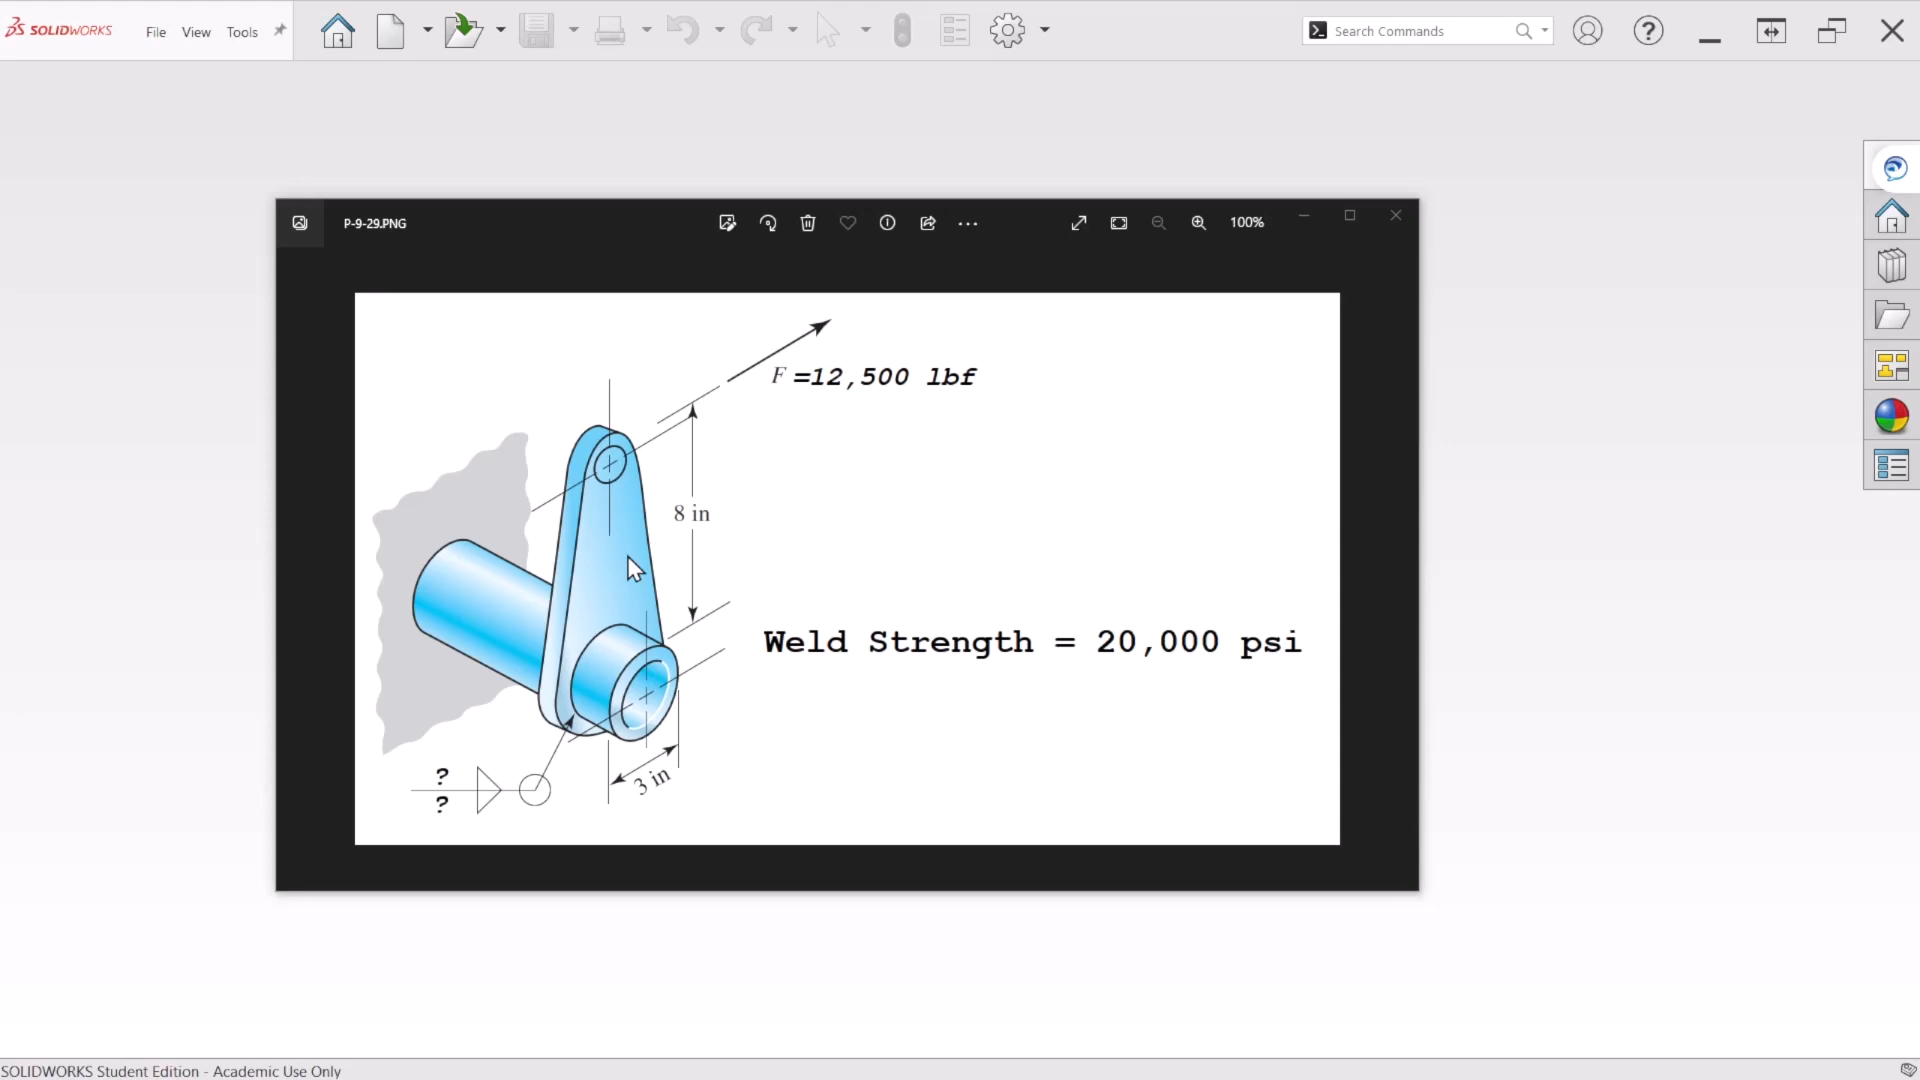 SOLIDWORKS File View Tools Search Commands
P-9-29.PNG 100%
F =12,500 lbf
8 in
Weld Strength = 20,000 psi
3 in
?
?
SOLIDWORKS Student Edition - Academic Use Only